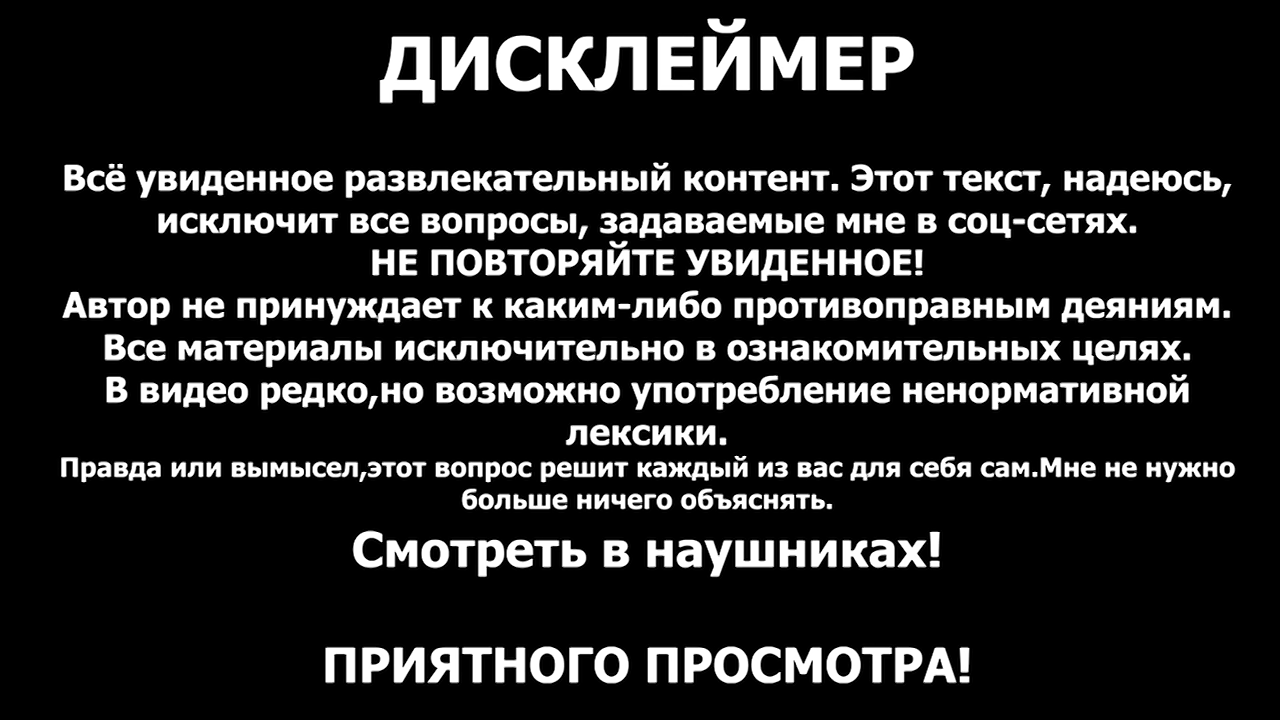 ДИСКЛЕЙМЕР
Всё увиденное развлекательный контент. Этот текст, надеюсь,
исключит все вопросы, задаваемые мне в соц-сетях.
НЕ ПОВТОРЯЙТЕ УВИДЕННОЕ!
Автор не принуждает к каким-либо противоправным деяниям.
Все материалы исключительно в ознакомительных целях.
В видео редко,но возможно употребление ненормативной
лексики.
Правда или вымысел,этот вопрос решит каждый из вас для себя сам.Мне не нужно
больше ничего объяснять.
Смотреть в наушниках!
ПРИЯТНОГО ПРОСМОТРА!